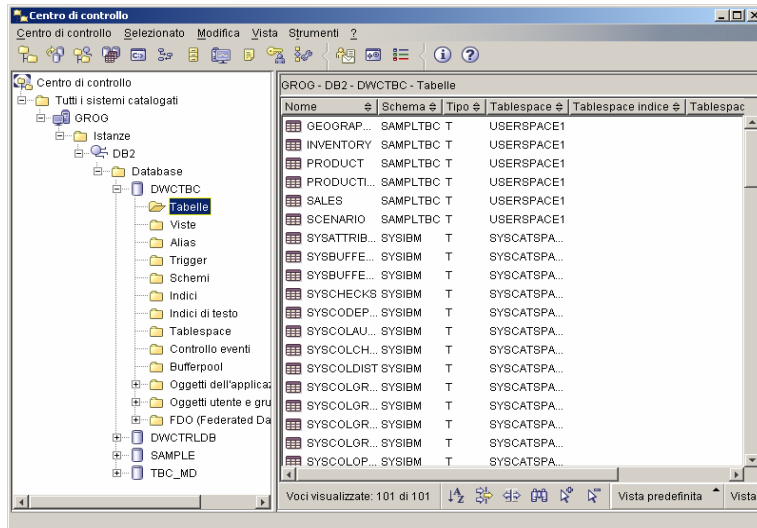 Centro di controllo
Centro di controllo Selezionato Modifica Vista Strumenti ?
Centro di controllo
Tutti i sistemi catalogati
GROG
Istanze
DB2
Database
DWCTBC
Tabelle
Viste
Alias
Trigger
Schemi
Indici
Indici di testo
Tablespace
Controllo eventi
Bufferpool
Oggetti dell'applica
Oggetti utente e gru
FDO (Federated Da
DWCTRLDB
SAMPLE
TBC_MD
GROG - DB2 - DWCTBC - Tabelle
Nome Schema Tipo Tablespace Tablespace indice Tablespac
GEOGRAP... SAMPLTBC T USERSPACE1
INVENTORY SAMPLTBC T USERSPACE1
PRODUCT SAMPLTBC T USERSPACE1
PRODUCTI... SAMPLTBC T USERSPACE1
SALES SAMPLTBC T USERSPACE1
SCENARIO SAMPLTBC T USERSPACE1
SYSATTRIB... SYSIBM T SYSCATSPA...
SYSBUFFE... SYSIBM T SYSCATSPA...
SYSBUFFE... SYSIBM T SYSCATSPA...
SYSCHECKS SYSIBM T SYSCATSPA...
SYSCODEP... SYSIBM T SYSCATSPA...
SYSCOLAU... SYSIBM T SYSCATSPA...
SYSCOLCH... SYSIBM T SYSCATSPA...
SYSCOLDIST SYSIBM T SYSCATSPA...
SYSCOLGR... SYSIBM T SYSCATSPA...
SYSCOLGR... SYSIBM T SYSCATSPA...
SYSCOLGR... SYSIBM T SYSCATSPA...
SYSCOLGR... SYSIBM T SYSCATSPA...
SYSCOLOP... SYSIBM T SYSCATSPA...
Voci visualizzate: 101 di 101 Vista predefinita Vista